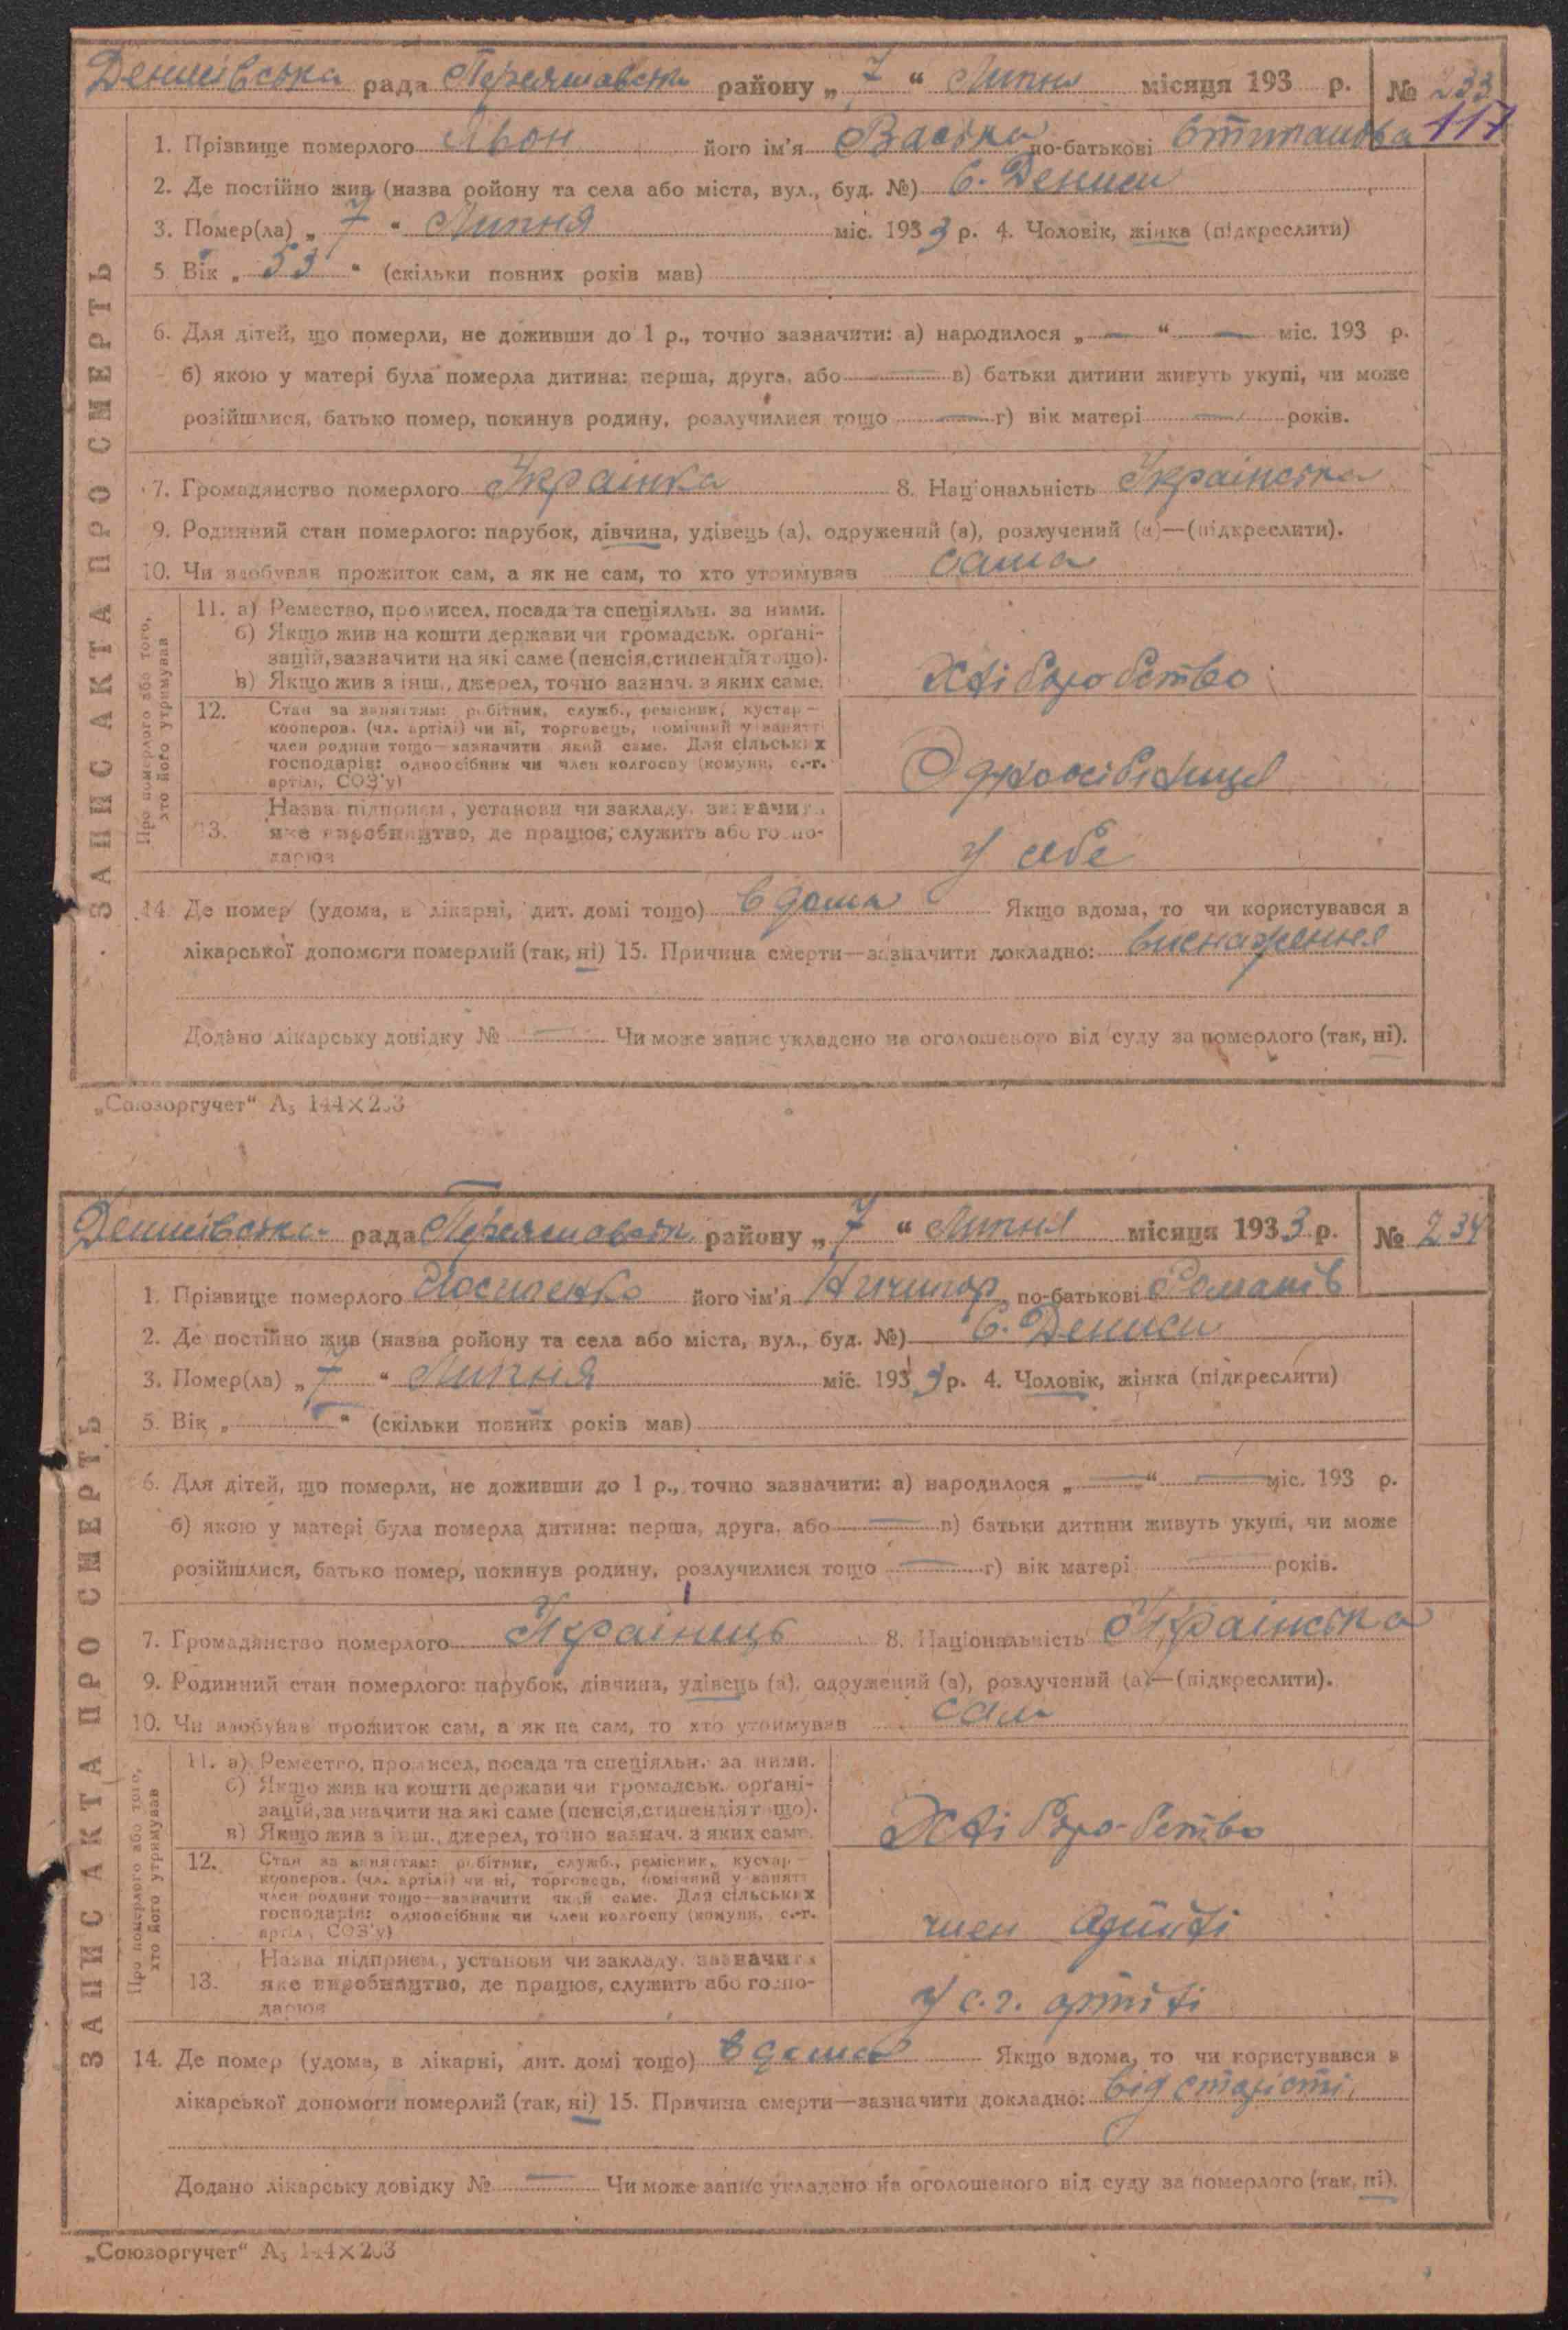 Денисівська рада Переяславськ району „ 7 “ Липня місяця 193 р. № 233
117
1. Прізвище померлого його ім'я Васька по-батькові
2. Де постійно жив (назва ройону та села або міста, вул., буд. №) С. Дениси
3. Помер(ла) „ 7 “ Липня міс. 1933 р. 4. Чоловік, жінка (підкреслити)
5. Вік „ 53 “ (скільки повних років мав)
6. Для дітей, що померли, не доживши до 1 р., точно зазначити: а) народилося „ — “ — міс. 193 р.
б) якою у матері була померла дитина: перша, друга, або — в) батьки дитини живуть укупі, чи може
розійшлися, батько помер, покинув родину, розлучилися тощо — г) вік матері — років.
7. Громадянство померлого Українка 8. Національність Українська
9. Родинний стан померлого: парубок, дівчина, удівець (а), одружений (а), розлучений (а)—(підкреслити).
10. Чи здобував прожиток сам, а як не сам, то хто утримував сама
ЗАПИС АКТА ПРО СМЕРТЬ
Про померлого або того,
хто його утримував
11. а) Ремество, промисел, посада та спеціяльн. за ними.
б) Якщо жив на кошти держави чи громадськ. органі-
зацій, зазначити на які саме (пенсія, стипендія тощо).
в) Якщо жив з інш., джерел, точно зазнач. з яких саме.
Хліборобство
12. Стан за заняттям: робітник, служб., ремісник, кустар—
кооперов. (чл. артілі) чи ні, торговець, помічний у занятті
член родини тощо—зазначити який саме. Для сільських
господарів: одноосібник чи член колгоспу (комуни, с.-г.
артіли, СОЗ'у)
Одноосібниця
13. Назва підприєм., установи чи закладу, зазначити
яке виробництво, де працює, служить або госпо-
дарює
У себе
14. Де помер (удома, в лікарні, дит. домі тощо) вдома Якщо вдома, то чи користувався в
лікарської допомоги померлий (так, ні) 15. Причина смерти—зазначити докладно: виснаження
Додано лікарську довідку № — Чи може запис укладено на оголошеного від суду за померлого (так, ні).
„Союзоргучет“ А₅ 144×203
Денисівська рада Переяславськ району „ 7 “ Липня місяця 1933 р. № 234
1. Прізвище померлого Носиченко його ім'я Ничипор по-батькові Романів
2. Де постійно жив (назва ройону та села або міста, вул., буд. №) С. Дениси
3. Помер(ла) „ 7 “ Липня міс. 1933 р. 4. Чоловік, жінка (підкреслити)
5. Вік „ “ (скільки повних років мав)
6. Для дітей, що померли, не доживши до 1 р., точно зазначити: а) народилося „ — “ — міс. 193 р.
б) якою у матері була померла дитина: перша, друга, або — в) батьки дитини живуть укупі, чи може
розійшлися, батько помер, покинув родину, розлучилися тощо — г) вік матері — років.
7. Громадянство померлого Українець 8. Національність Українська
9. Родинний стан померлого: парубок, дівчина, удівець (а), одружений (а), розлучений (а)—(підкреслити).
10. Чи здобував прожиток сам, а як не сам, то хто утримував сам
ЗАПИС АКТА ПРО СМЕРТЬ
Про померлого або того,
хто його утримував
11. а) Ремество, промисел, посада та спеціяльн. за ними.
б) Якщо жив на кошти держави чи громадськ. органі-
зацій, зазначити на які саме (пенсія, стипендія тощо).
в) Якщо жив з інш., джерел, точно зазнач. з яких саме.
Хліборобство
12. Стан за заняттям: робітник, служб., ремісник, кустар—
кооперов. (чл. артілі) чи ні, торговець, помічний у занятті
член родини тощо—зазначити який саме. Для сільських
господарів: одноосібник чи член колгоспу (комуни, с.-г.
артіли, СОЗ'у)
член артілі
13. Назва підприєм., установи чи закладу, зазначити
яке виробництво, де працює, служить або госпо-
дарює
У с.г. артілі
14. Де помер (удома, в лікарні, дит. домі тощо) вдома Якщо вдома, то чи користувався в
лікарської допомоги померлий (так, ні) 15. Причина смерти—зазначити докладно: від старісті.
Додано лікарську довідку № — Чи може запис укладено на оголошеного від суду за померлого (так, ні).
„Союзоргучет“ А₅ 144×203